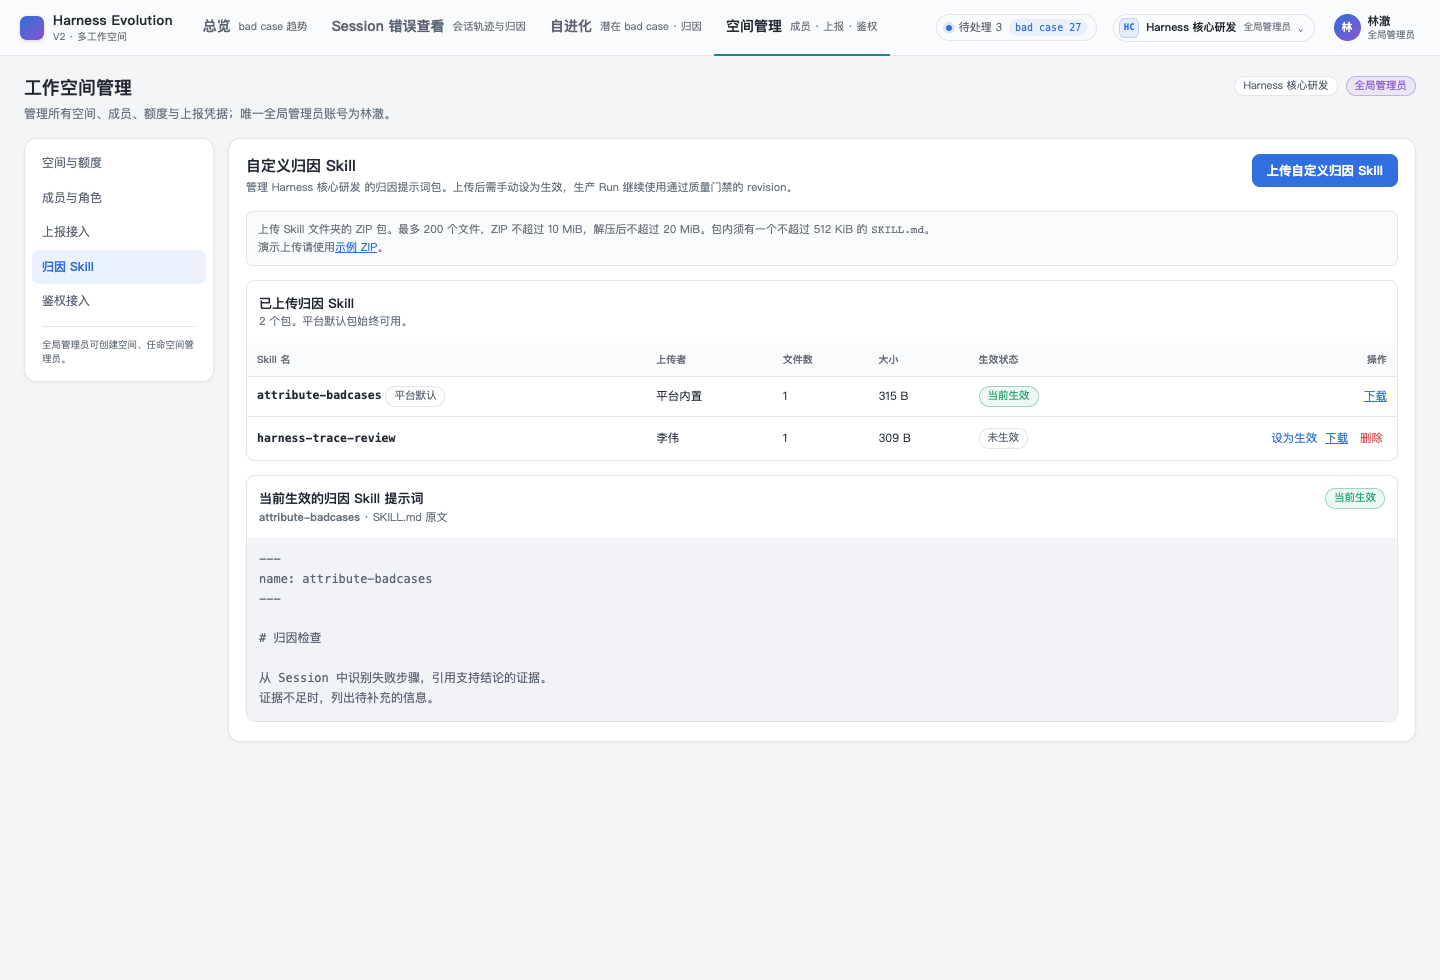 Harness Evolution
V2 · 多工作空间
总览 bad case 趋势
Session 错误查看 会话轨迹与归因
自进化 潜在 bad case · 归因
空间管理 成员 · 上报 · 鉴权
待处理 3 bad case 27
HC Harness 核心研发 全局管理员
林 林澈
全局管理员
工作空间管理
管理所有空间、成员、额度与上报凭据；唯一全局管理员账号为林澈。
Harness 核心研发
全局管理员
空间与额度
成员与角色
上报接入
归因 Skill
鉴权接入
全局管理员可创建空间、任命空间管
理员。
自定义归因 Skill
管理 Harness 核心研发 的归因提示词包。上传后需手动设为生效，生产 Run 继续使用通过质量门禁的 revision。
上传自定义归因 Skill
上传 Skill 文件夹的 ZIP 包。最多 200 个文件，ZIP 不超过 10 MiB，解压后不超过 20 MiB。包内须有一个不超过 512 KiB 的 SKILL.md。
演示上传请使用示例 ZIP。
已上传归因 Skill
2 个包。平台默认包始终可用。
Skill 名 上传者 文件数 大小 生效状态 操作
attribute-badcases 平台默认 平台内置 1 315 B 当前生效 下载
harness-trace-review 李伟 1 309 B 未生效 设为生效 下载 删除
当前生效的归因 Skill 提示词
attribute-badcases · SKILL.md 原文
当前生效
---
name: attribute-badcases
---
# 归因检查
从 Session 中识别失败步骤，引用支持结论的证据。
证据不足时，列出待补充的信息。